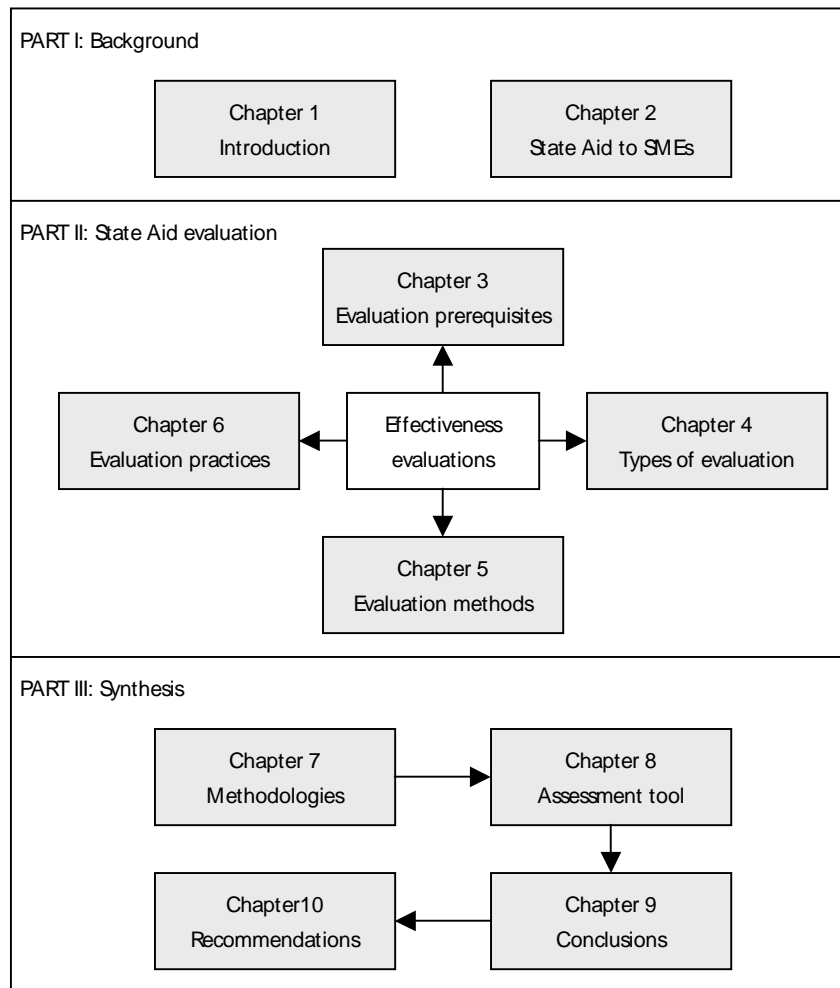 PART I: Background
Chapter 1
Introduction
Chapter 2
State Aid to SMEs
PART II: State Aid evaluation
Chapter 3
Evaluation prerequisites
Chapter 6
Evaluation practices
Effectiveness
evaluations
Chapter 4
Types of evaluation
Chapter 5
Evaluation methods
PART III: Synthesis
Chapter 7
Methodologies
Chapter 8
Assessment tool
Chapter10
Recommendations
Chapter 9
Conclusions